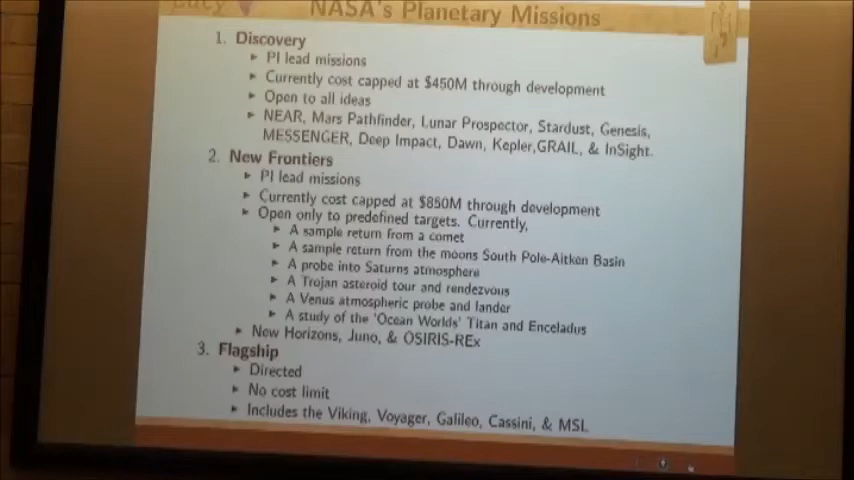 Lucy
NASA's Planetary Missions
1. Discovery
▸ PI lead missions
▸ Currently cost capped at $450M through development
▸ Open to all ideas
▸ NEAR, Mars Pathfinder, Lunar Prospector, Stardust, Genesis,
MESSENGER, Deep Impact, Dawn, Kepler,GRAIL, & InSight.
2. New Frontiers
▸ PI lead missions
▸ Currently cost capped at $850M through development
▸ Open only to predefined targets. Currently,
▸ A sample return from a comet
▸ A sample return from the moons South Pole-Aitken Basin
▸ A probe into Saturns atmosphere
▸ A Trojan asteroid tour and rendezvous
▸ A Venus atmospheric probe and lander
▸ A study of the 'Ocean Worlds' Titan and Enceladus
▸ New Horizons, Juno, & OSIRIS-REx
3. Flagship
▸ Directed
▸ No cost limit
▸ Includes the Viking, Voyager, Galileo, Cassini, & MSL